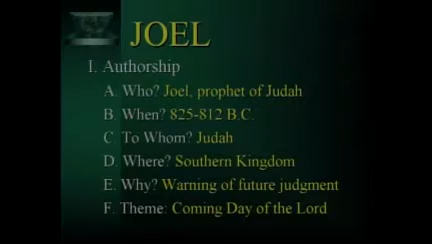 JOEL
I. Authorship
A. Who? Joel, prophet of Judah
B. When? 825-812 B.C.
C. To Whom? Judah
D. Where? Southern Kingdom
E. Why? Warning of future judgment
F. Theme: Coming Day of the Lord